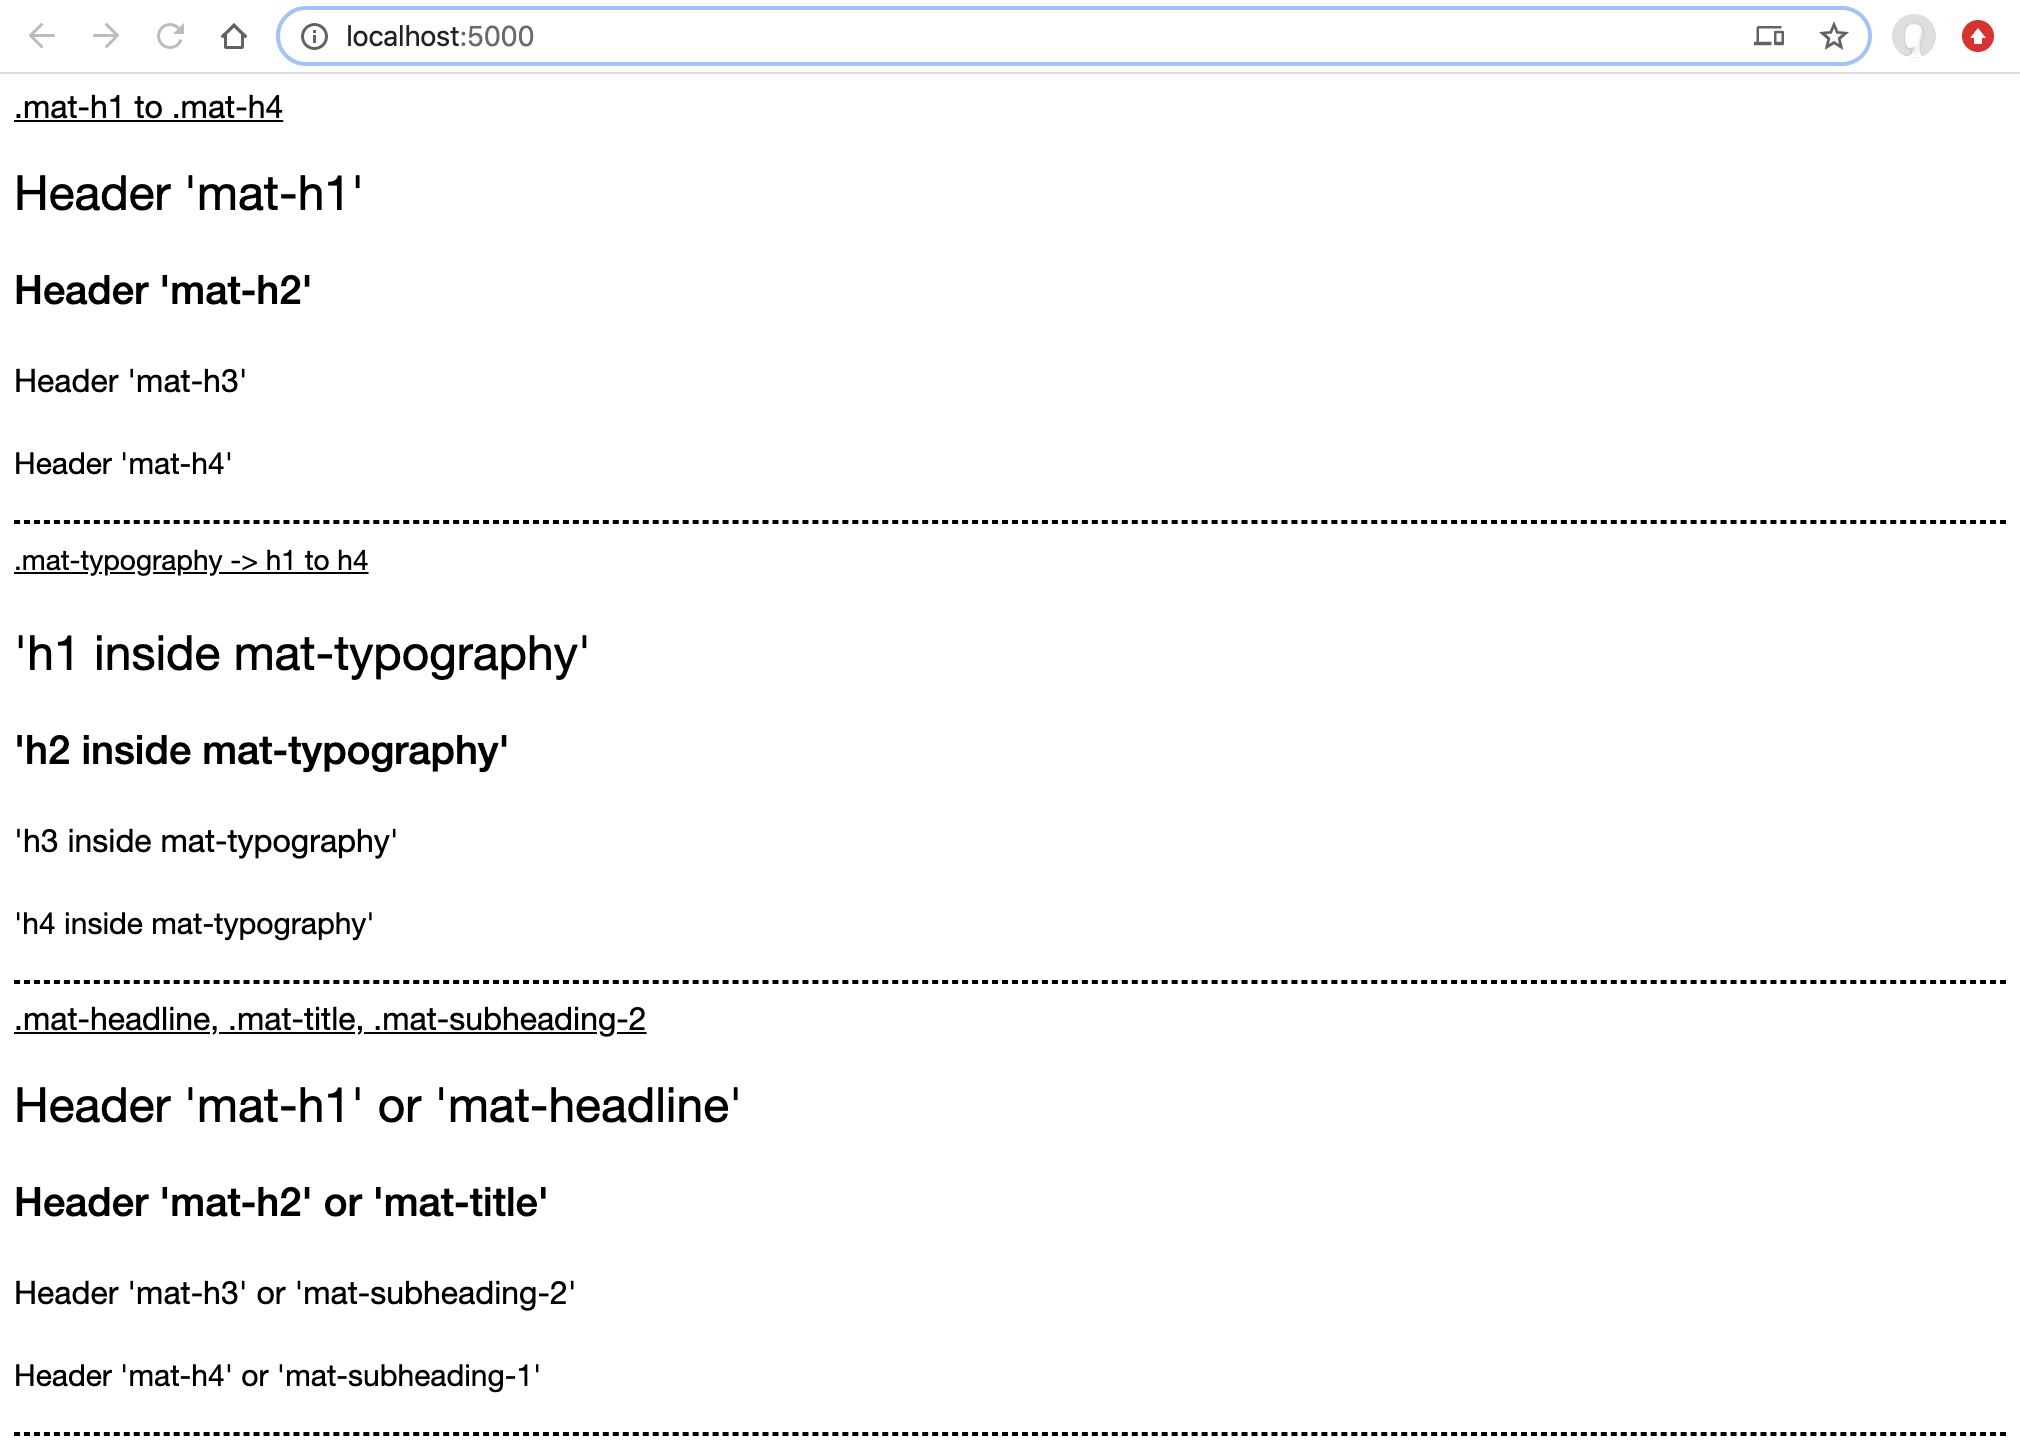 localhost:5000
.mat-h1 to .mat-h4
Header 'mat-h1'
Header 'mat-h2'
Header 'mat-h3'
Header 'mat-h4'
.mat-typography -> h1 to h4
'h1 inside mat-typography'
'h2 inside mat-typography'
'h3 inside mat-typography'
'h4 inside mat-typography'
.mat-headline, .mat-title, .mat-subheading-2
Header 'mat-h1' or 'mat-headline'
Header 'mat-h2' or 'mat-title'
Header 'mat-h3' or 'mat-subheading-2'
Header 'mat-h4' or 'mat-subheading-1'